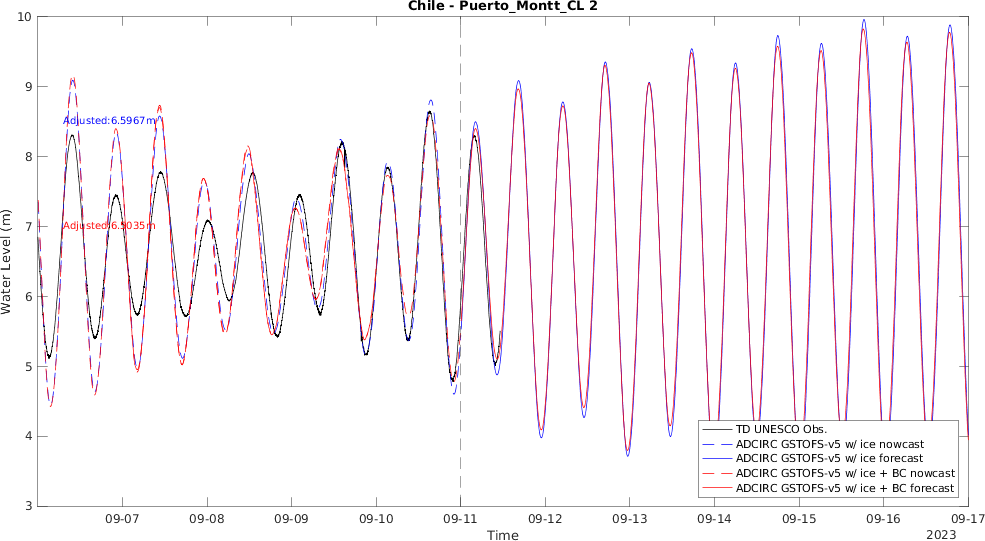 Chile - Puerto_Montt_CL 2
10
9
8
7
6
5
4
3
Water Level (m)
Adjusted:6.5967m
Adjusted:6.5035m
TD UNESCO Obs.
ADCIRC GSTOFS-v5 w/ ice nowcast
ADCIRC GSTOFS-v5 w/ ice forecast
ADCIRC GSTOFS-v5 w/ ice + BC nowcast
ADCIRC GSTOFS-v5 w/ ice + BC forecast
09-07 09-08 09-09 09-10 09-11 09-12 09-13 09-14 09-15 09-16 09-17
Time
2023